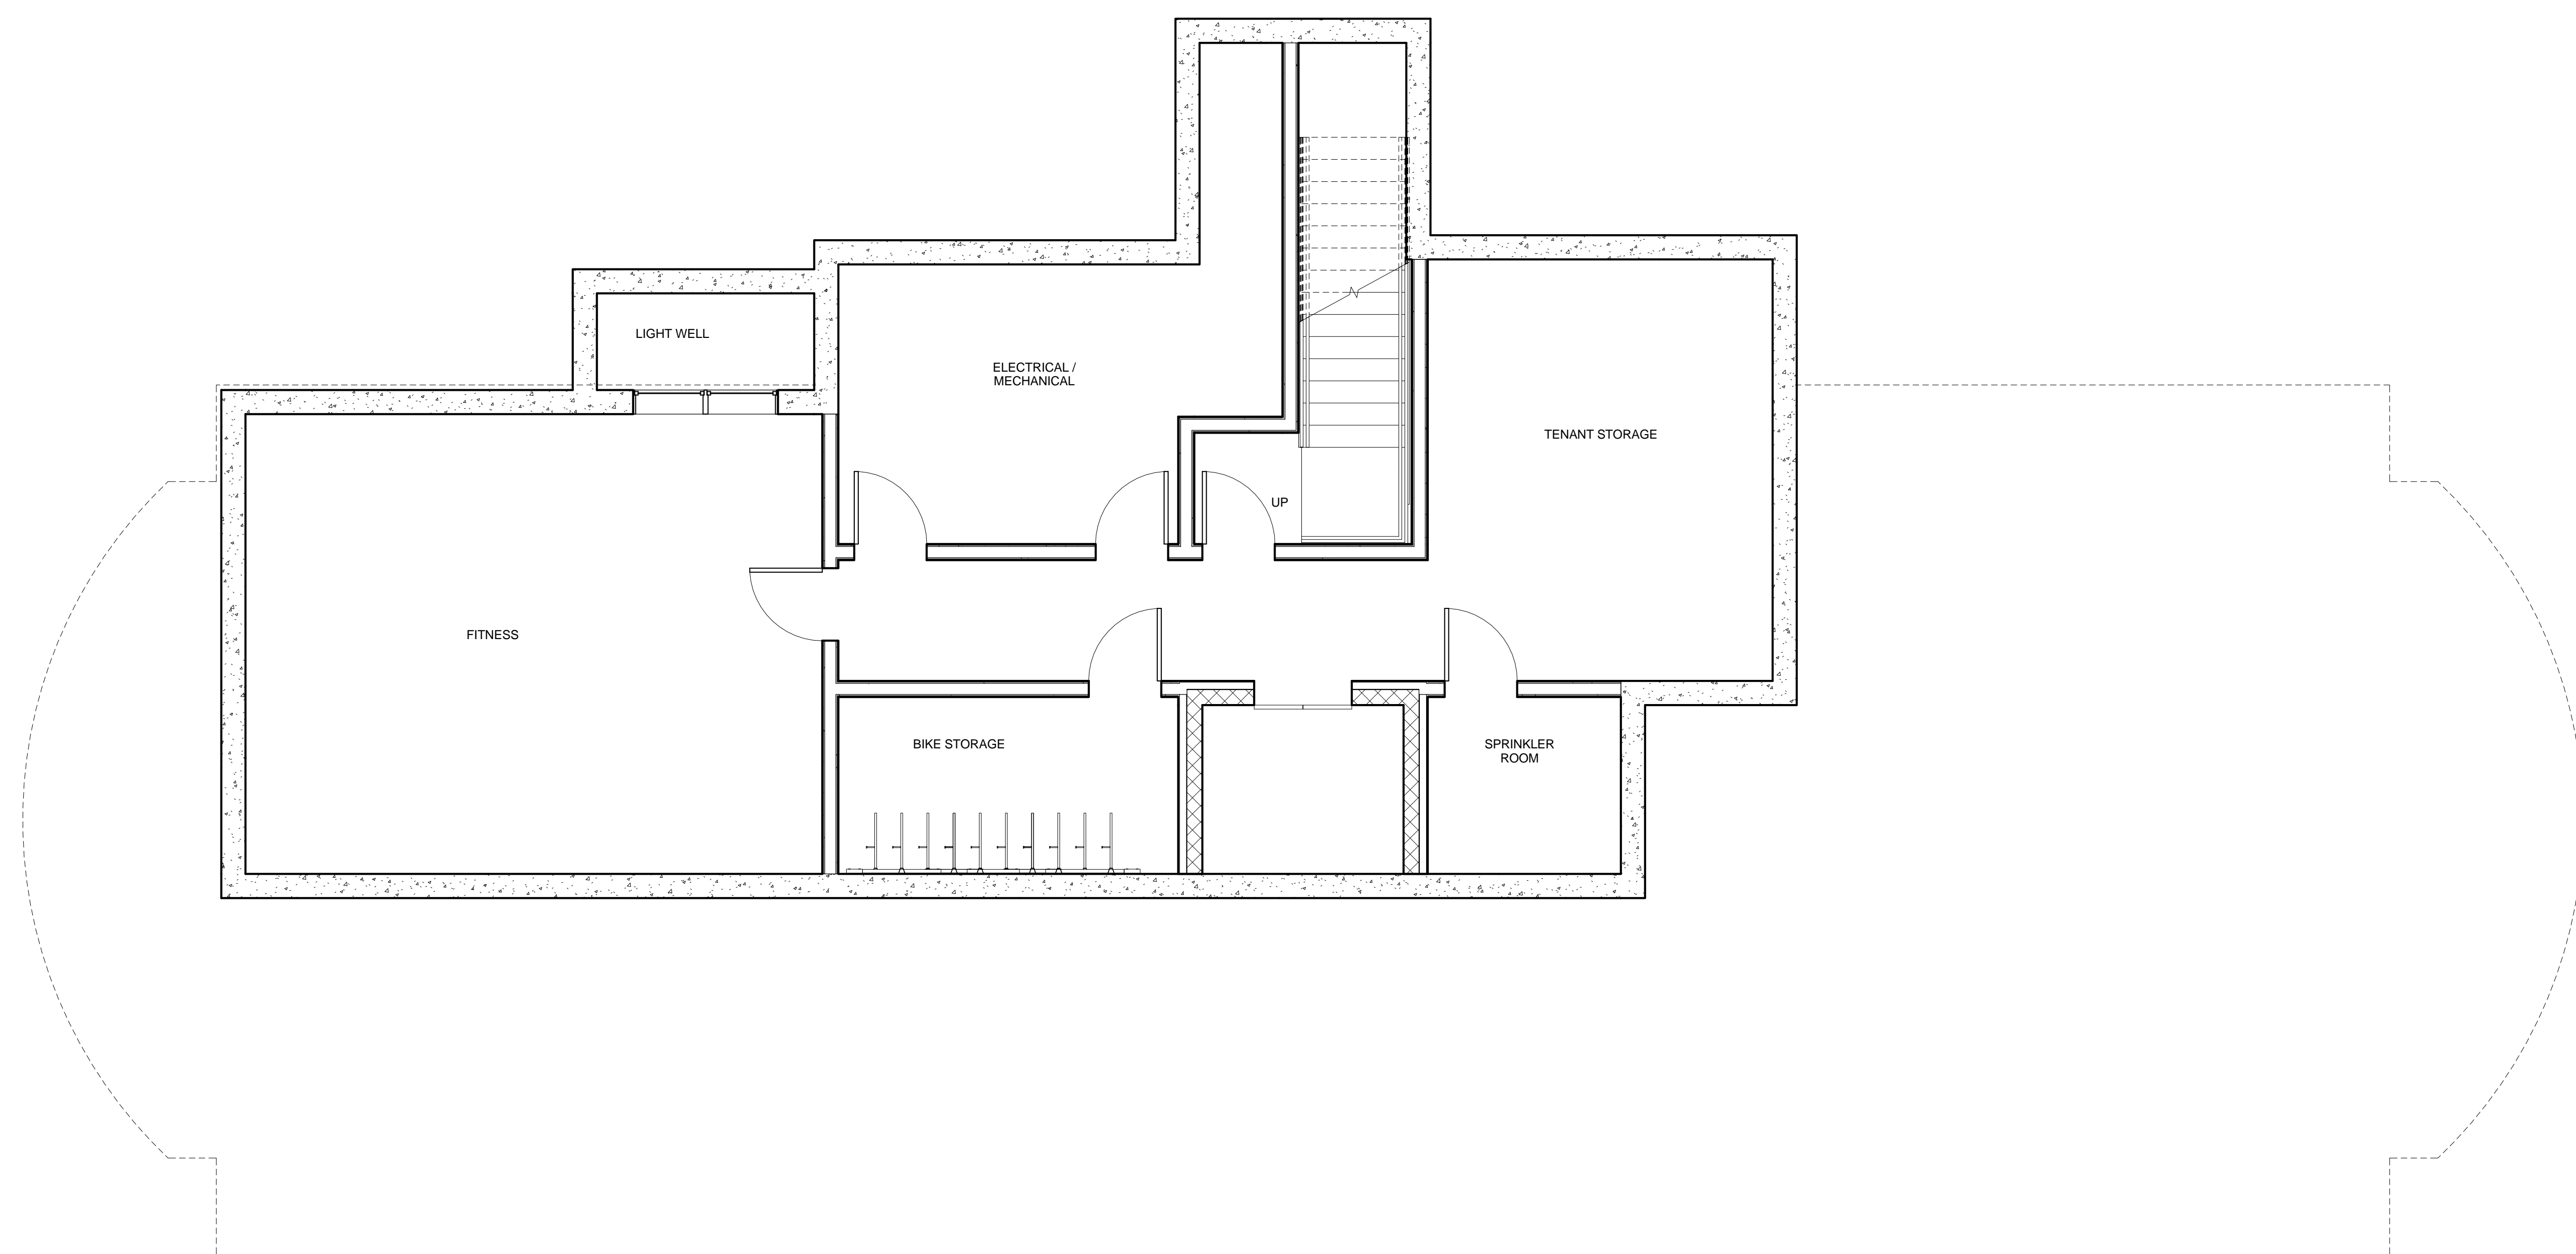 LIGHT WELL
ELECTRICAL /
MECHANICAL
TENANT STORAGE
UP
FITNESS
BIKE STORAGE
SPRINKLER
ROOM